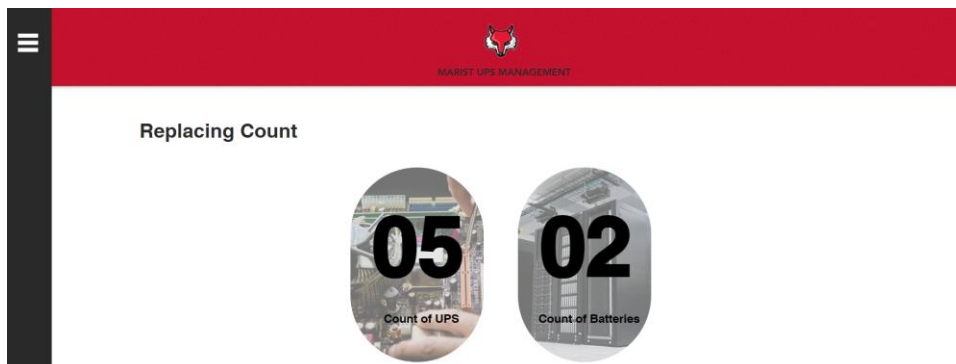 MARIST UPS MANAGEMENT
Replacing Count
05
Count of UPS
02
Count of Batteries